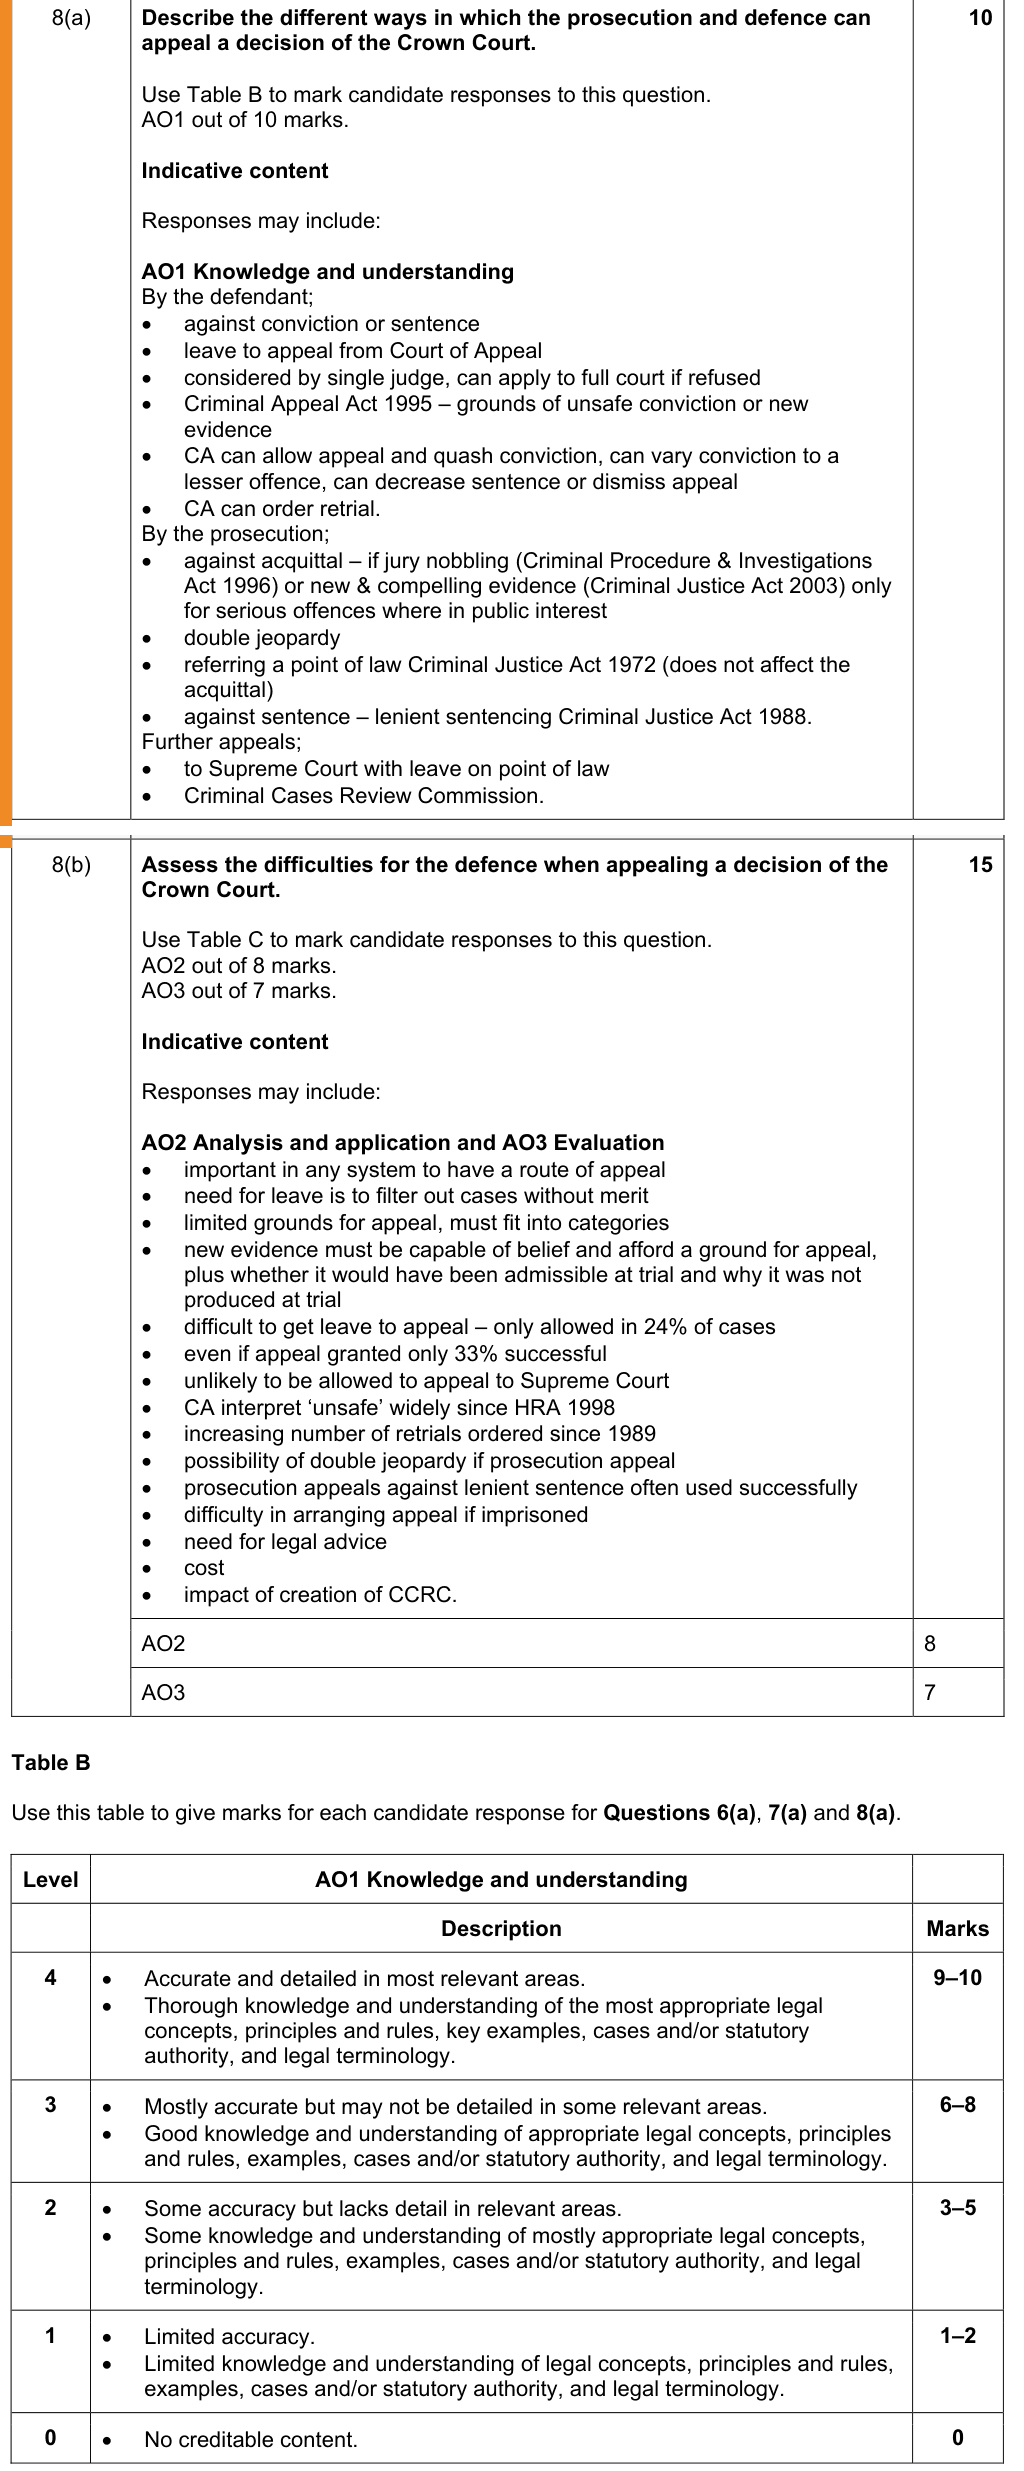 8(a) Describe the different ways in which the prosecution and defence can 10
appeal a decision of the Crown Court.
Use Table B to mark candidate responses to this question.
AO1 out of 10 marks.
Indicative content
Responses may include:
AO1 Knowledge and understanding
By the defendant;
• against conviction or sentence
• leave to appeal from Court of Appeal
• considered by single judge, can apply to full court if refused
• Criminal Appeal Act 1995 – grounds of unsafe conviction or new
evidence
• CA can allow appeal and quash conviction, can vary conviction to a
lesser offence, can decrease sentence or dismiss appeal
• CA can order retrial.
By the prosecution;
• against acquittal – if jury nobbling (Criminal Procedure & Investigations
Act 1996) or new & compelling evidence (Criminal Justice Act 2003) only
for serious offences where in public interest
• double jeopardy
• referring a point of law Criminal Justice Act 1972 (does not affect the
acquittal)
• against sentence – lenient sentencing Criminal Justice Act 1988.
Further appeals;
• to Supreme Court with leave on point of law
• Criminal Cases Review Commission.
8(b) Assess the difficulties for the defence when appealing a decision of the 15
Crown Court.
Use Table C to mark candidate responses to this question.
AO2 out of 8 marks.
AO3 out of 7 marks.
Indicative content
Responses may include:
AO2 Analysis and application and AO3 Evaluation
• important in any system to have a route of appeal
• need for leave is to filter out cases without merit
• limited grounds for appeal, must fit into categories
• new evidence must be capable of belief and afford a ground for appeal,
plus whether it would have been admissible at trial and why it was not
produced at trial
• difficult to get leave to appeal – only allowed in 24% of cases
• even if appeal granted only 33% successful
• unlikely to be allowed to appeal to Supreme Court
• CA interpret ‘unsafe’ widely since HRA 1998
• increasing number of retrials ordered since 1989
• possibility of double jeopardy if prosecution appeal
• prosecution appeals against lenient sentence often used successfully
• difficulty in arranging appeal if imprisoned
• need for legal advice
• cost
• impact of creation of CCRC.
AO2 8
AO3 7
Table B
Use this table to give marks for each candidate response for Questions 6(a), 7(a) and 8(a).
Level AO1 Knowledge and understanding
Description Marks
4 • Accurate and detailed in most relevant areas. 9–10
• Thorough knowledge and understanding of the most appropriate legal
concepts, principles and rules, key examples, cases and/or statutory
authority, and legal terminology.
3 • Mostly accurate but may not be detailed in some relevant areas. 6–8
• Good knowledge and understanding of appropriate legal concepts, principles
and rules, examples, cases and/or statutory authority, and legal terminology.
2 • Some accuracy but lacks detail in relevant areas. 3–5
• Some knowledge and understanding of mostly appropriate legal concepts,
principles and rules, examples, cases and/or statutory authority, and legal
terminology.
1 • Limited accuracy. 1–2
• Limited knowledge and understanding of legal concepts, principles and rules,
examples, cases and/or statutory authority, and legal terminology.
0 • No creditable content. 0